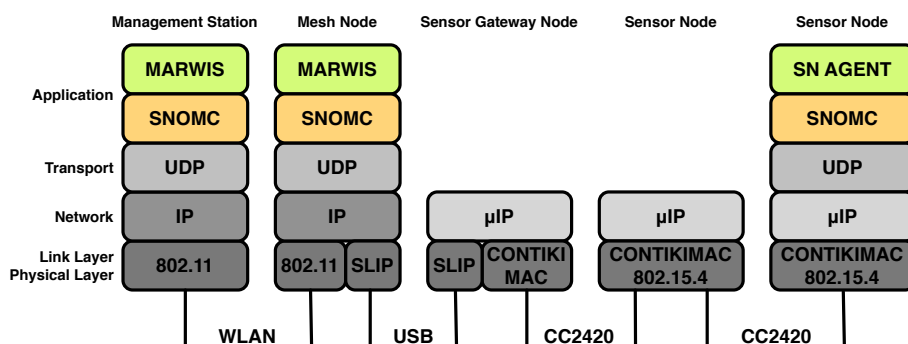 Management Station Mesh Node Sensor Gateway Node Sensor Node Sensor Node
MARWIS MARWIS SN AGENT
Application
SNOMC SNOMC SNOMC
Transport UDP UDP UDP
Network IP IP µIP µIP µIP
Link Layer
Physical Layer
802.11 802.11 SLIP SLIP CONTIKI
MAC
CONTIKIMAC
802.15.4
CONTIKIMAC
802.15.4
WLAN USB CC2420 CC2420